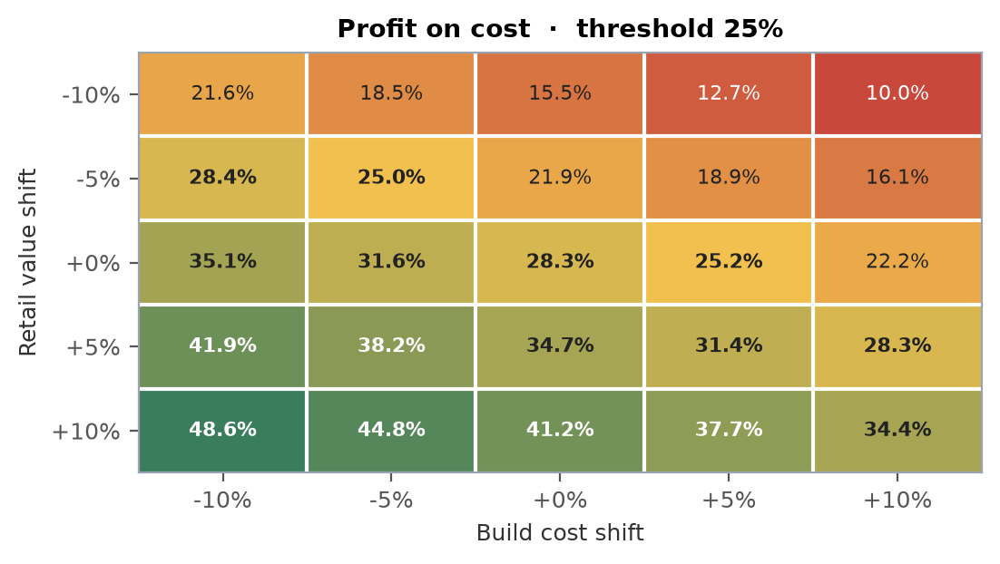 Profit on cost · threshold 25%
Retail value shift
-10% 21.6% 18.5% 15.5% 12.7% 10.0%
-5% 28.4% 25.0% 21.9% 18.9% 16.1%
+0% 35.1% 31.6% 28.3% 25.2% 22.2%
+5% 41.9% 38.2% 34.7% 31.4% 28.3%
+10% 48.6% 44.8% 41.2% 37.7% 34.4%
-10% -5% +0% +5% +10%
Build cost shift